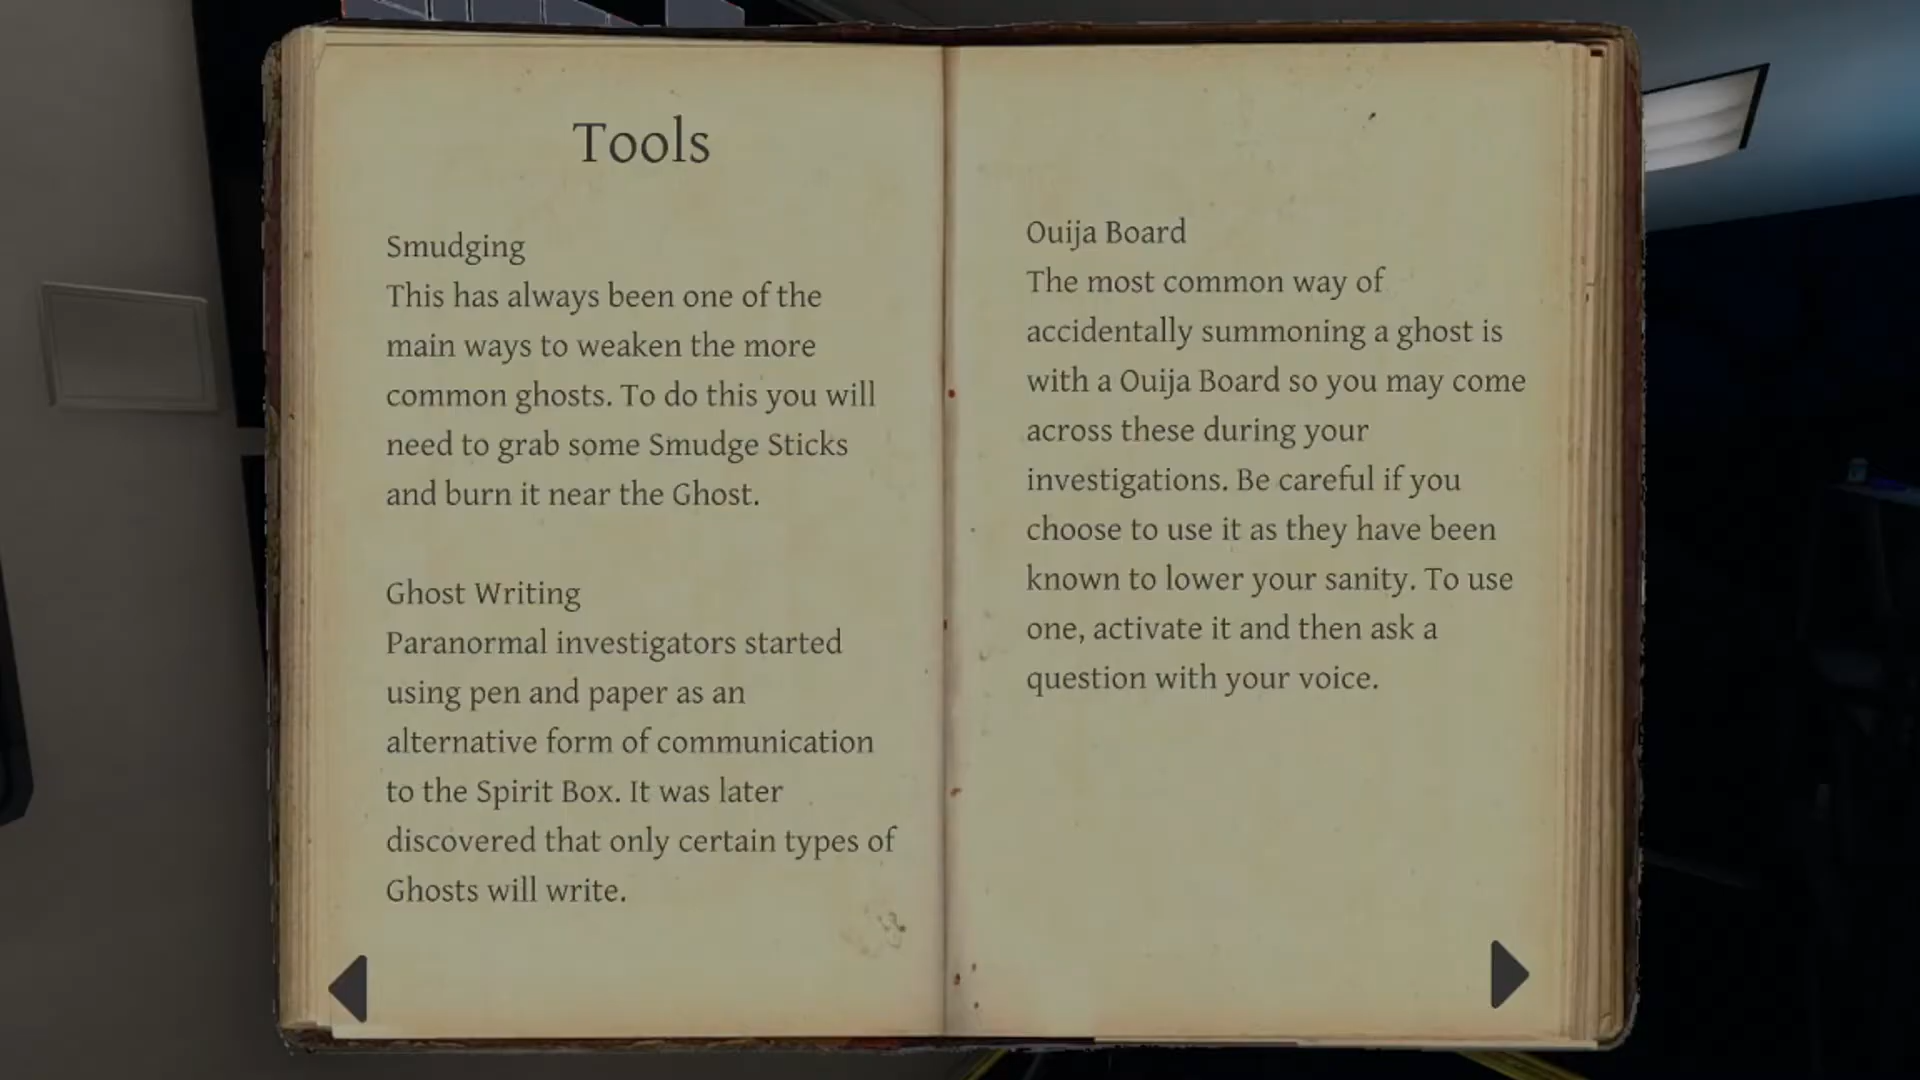 Tools
Smudging
This has always been one of the
main ways to weaken the more
common ghosts. To do this you will
need to grab some Smudge Sticks
and burn it near the Ghost.
Ghost Writing
Paranormal investigators started
using pen and paper as an
alternative form of communication
to the Spirit Box. It was later
discovered that only certain types of
Ghosts will write.
Ouija Board
The most common way of
accidentally summoning a ghost is
with a Ouija Board so you may come
across these during your
investigations. Be careful if you
choose to use it as they have been
known to lower your sanity. To use
one, activate it and then ask a
question with your voice.